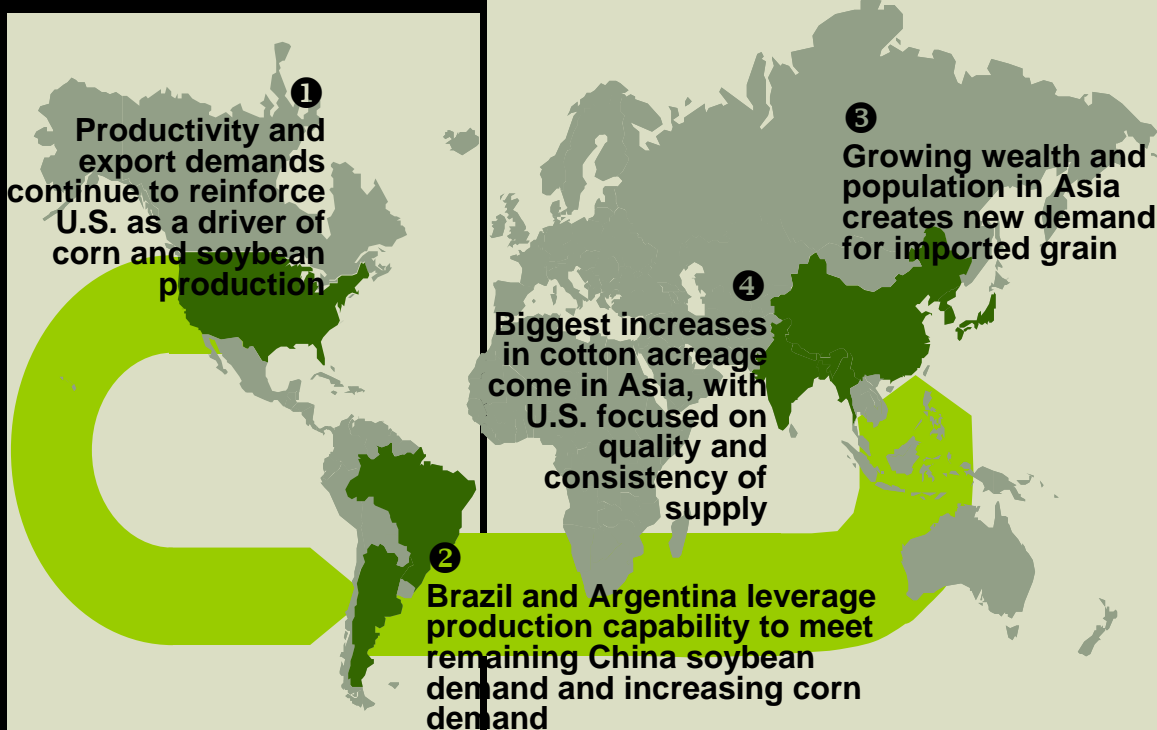 ❶
Productivity and
export demands
continue to reinforce
U.S. as a driver of
corn and soybean
production
❷
Brazil and Argentina leverage
production capability to meet
remaining China soybean
demand and increasing corn
demand
❸
Growing wealth and
population in Asia
creates new demand
for imported grain
❹
Biggest increases
in cotton acreage
come in Asia, with
U.S. focused on
quality and
consistency of
supply